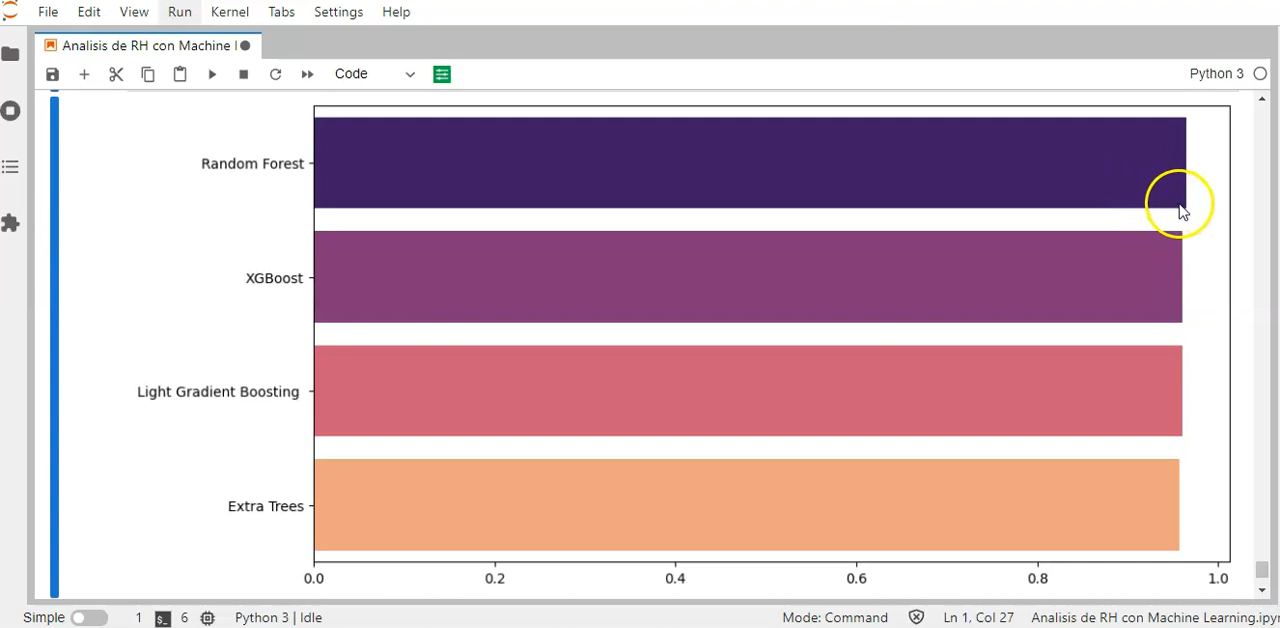 File Edit View Run Kernel Tabs Settings Help
Analisis de RH con Machine l
Code Python 3
Random Forest
XGBoost
Light Gradient Boosting
Extra Trees
0.0 0.2 0.4 0.6 0.8 1.0
Simple 1 $_ 6 Python 3 | Idle Mode: Command Ln 1, Col 27 Analisis de RH con Machine Learning.ipyn